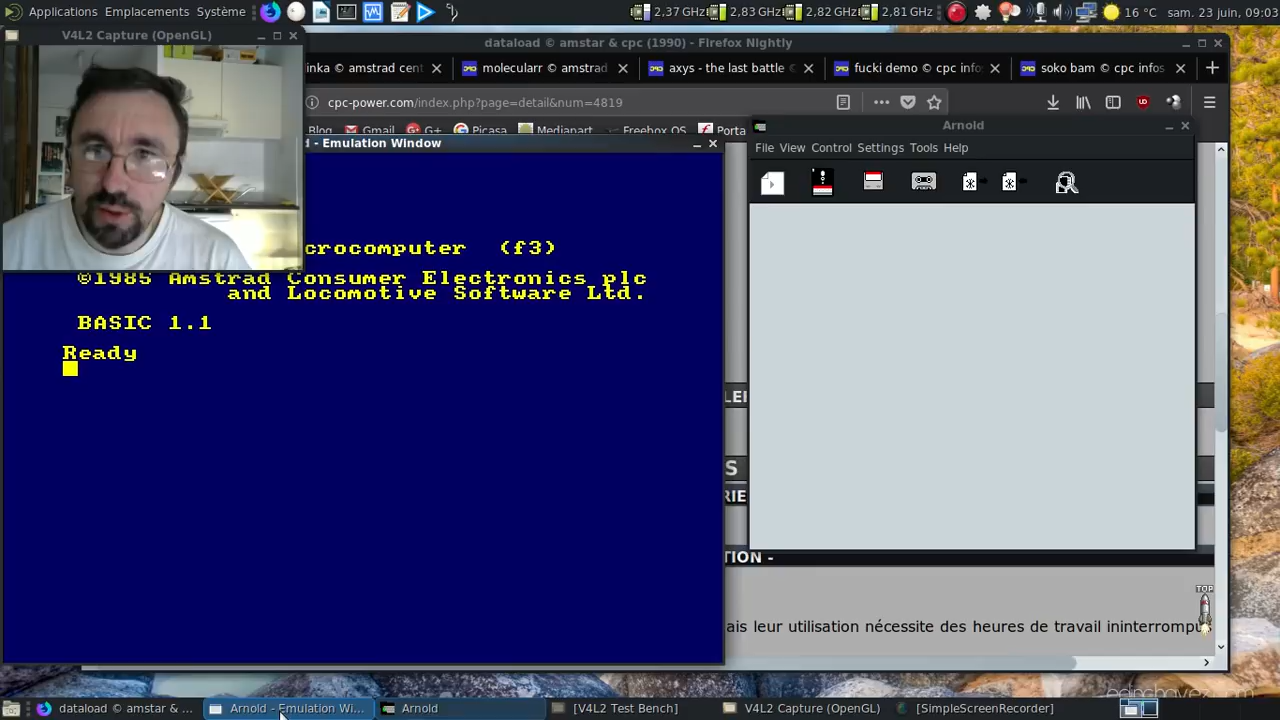 Applications Emplacements Système
2,37 GHz 2,83 GHz 2,82 GHz 2,81 GHz 16 °C sam. 23 juin, 09:03
V4L2 Capture (OpenGL)
dataload © amstar & cpc (1990) - Firefox Nightly
inka © amstrad cent
molecularr © amstrad
axys - the last battle ©
fucki demo © cpc info
soko bam © cpc infos
cpc-power.com/index.php?page=detail&num=4819
Blog Gmail G+ Picasa Medianart Freebox OS Porta
- Emulation Window
Arnold
File View Control Settings Tools Help
crocomputer (f3)
©1985 Amstrad Consumer Electronics plc
and Locomotive Software Ltd.
BASIC 1.1
Ready
LER
S
RIE
TION -
TOP
ais leur utilisation nécessite des heures de travail ininterrompu
dataload © amstar & ...
Arnold - Emulation Wi...
Arnold
[V4L2 Test Bench]
V4L2 Capture (OpenGL)
[SimpleScreenRecorder]